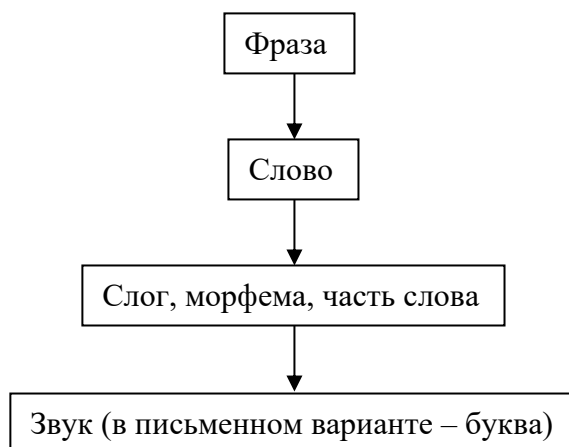 Фраза
Слово
Слог, морфема, часть слова
Звук (в письменном варианте – буква)